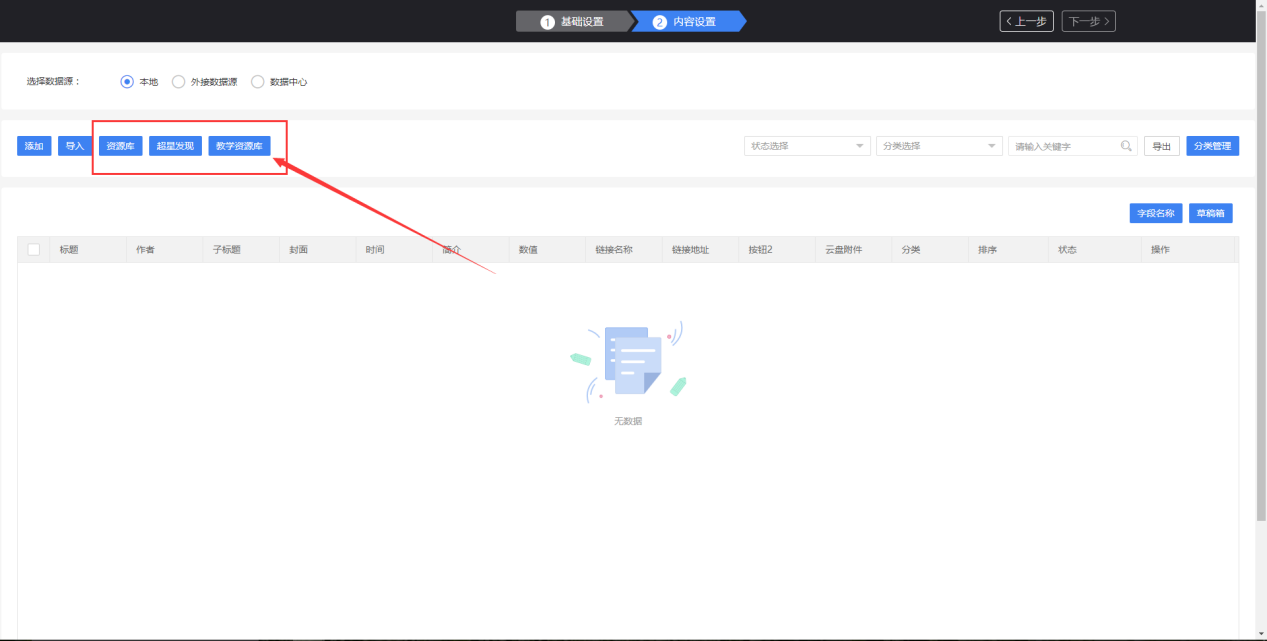 1 基础设置 2 内容设置 上一步 下一步
选择数据源： 本地 外接数据源 数据中心
添加 导入 资源库 超星发现 教学资源库 状态选择 分类选择 请输入关键字 导出 分类管理
字段名称 草稿箱
标题 作者 子标题 封面 时间 简介 数值 链接名称 链接地址 按钮2 云盘附件 分类 排序 状态 操作
无数据